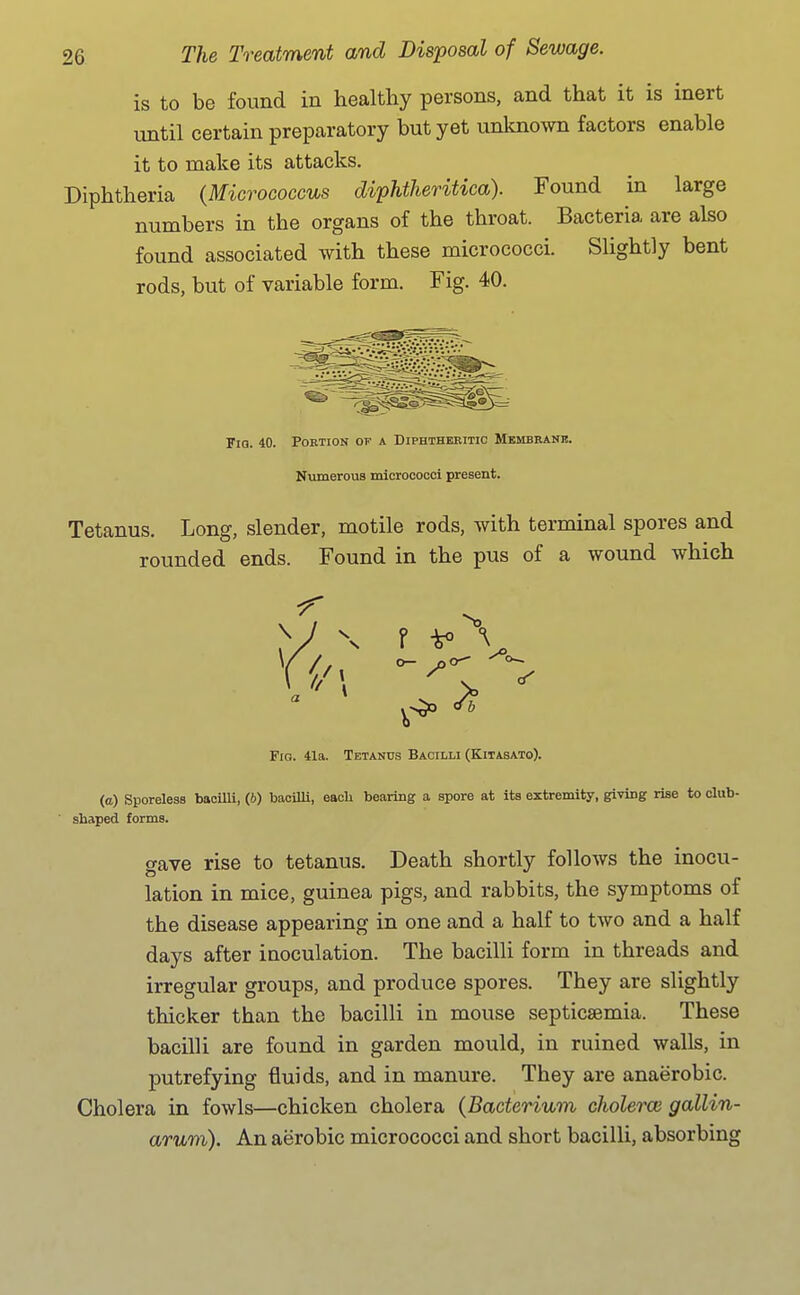 26 The Treatment and Disposal of Sewage.
is to be found in healthy persons, and that it is inert
until certain preparatory but yet unknown factors enable
it to make its attacks.
Diphtheria (Micrococcus diphtheritica). Found in large
numbers in the organs of the throat. Bacteria are also
found associated with these micrococci. Slightly bent
rods, but of variable form. Fig. 40.
Fig. 40. Portion of a Diphtheritic Membrane.
Numerous micrococci present.
Tetanus. Long, slender, motile rods, with terminal spores and
rounded ends. Found in the pus of a wound which
a
b
Fig. 41a. Tetanus Bacilli (Kitasato).
(a) Sporeless bacilli, (b) bacilli, each bearing a spore at its extremity, giving rise to club-
shaped forms.
gave rise to tetanus. Death shortly follows the inocu-
lation in mice, guinea pigs, and rabbits, the symptoms of
the disease appearing in one and a half to two and a half
days after inoculation. The bacilli form in threads and
irregular groups, and produce spores. They are slightly
thicker than the bacilli in mouse septicæmia. These
bacilli are found in garden mould, in ruined walls, in
putrefying fluids, and in manure. They are anaërobic.
Cholera in fowls—chicken cholera (Bacterium choleræ gallin-
arum). An aërobic micrococci and short bacilli, absorbing